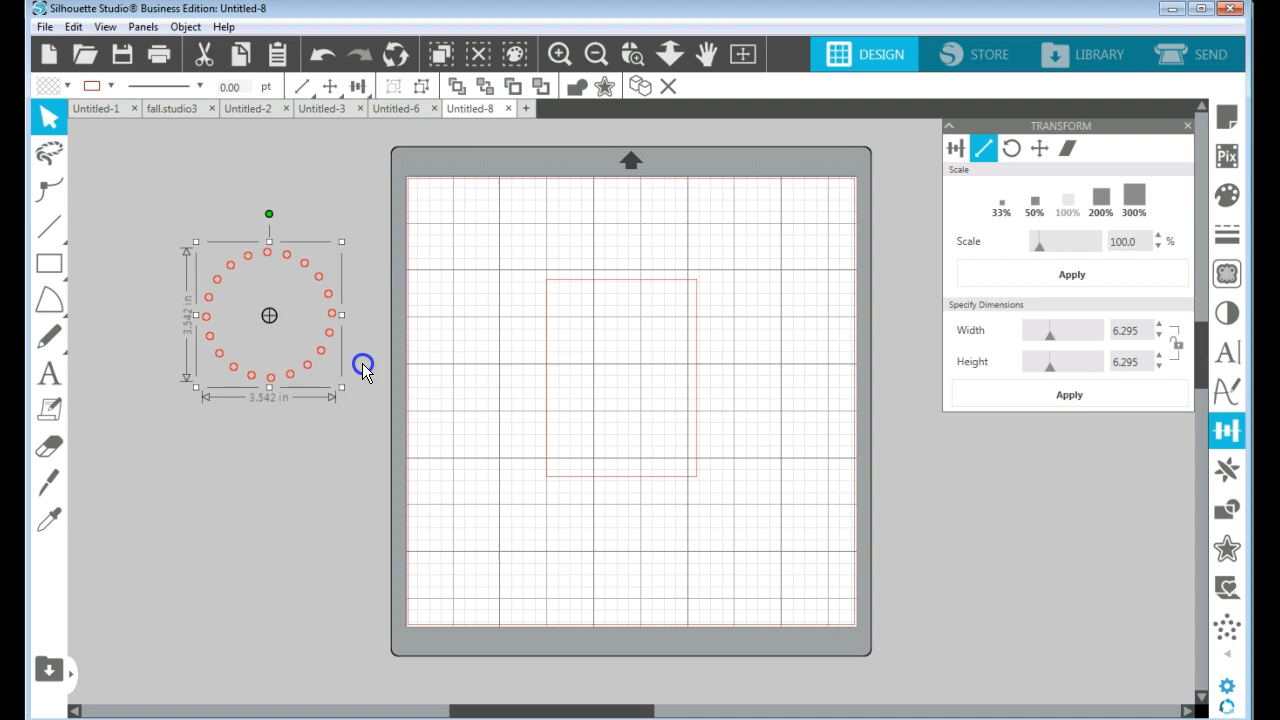 Silhouette Studio® Business Edition: Untitled-8
File Edit View Panels Object Help
DESIGN STORE LIBRARY SEND
0.00 pt
Untitled-1 × fall.studio3 × Untitled-2 × Untitled-3 × Untitled-6 × Untitled-8 × +
TRANSFORM
Scale
33% 50% 100% 200% 300%
Scale 100.0 %
Apply
Specify Dimensions
Width 6.295
Height 6.295
Apply
Pix
A
3.542 in
3.542 in